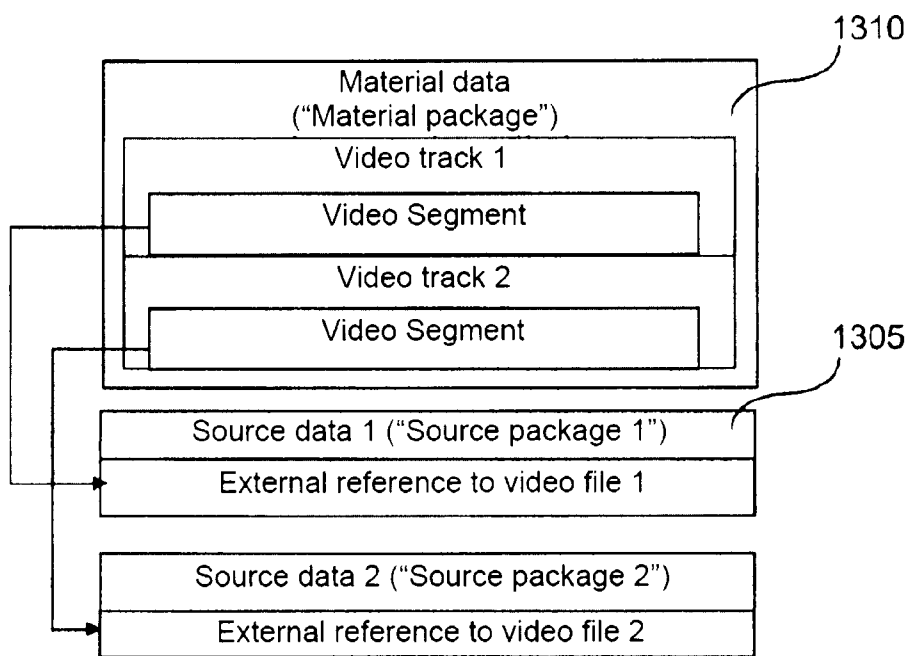 1310
Material data
(“Material package”)
Video track 1
Video Segment
Video track 2
Video Segment
1305
Source data 1 (“Source package 1”)
External reference to video file 1
Source data 2 (“Source package 2”)
External reference to video file 2